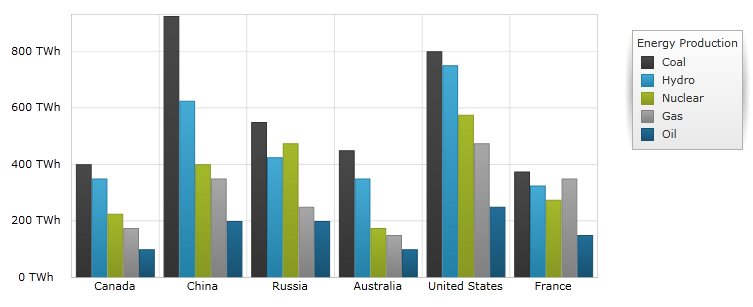 800 TWh
600 TWh
400 TWh
200 TWh
0 TWh
Canada
China
Russia
Australia
United States
France
Energy Production
Coal
Hydro
Nuclear
Gas
Oil